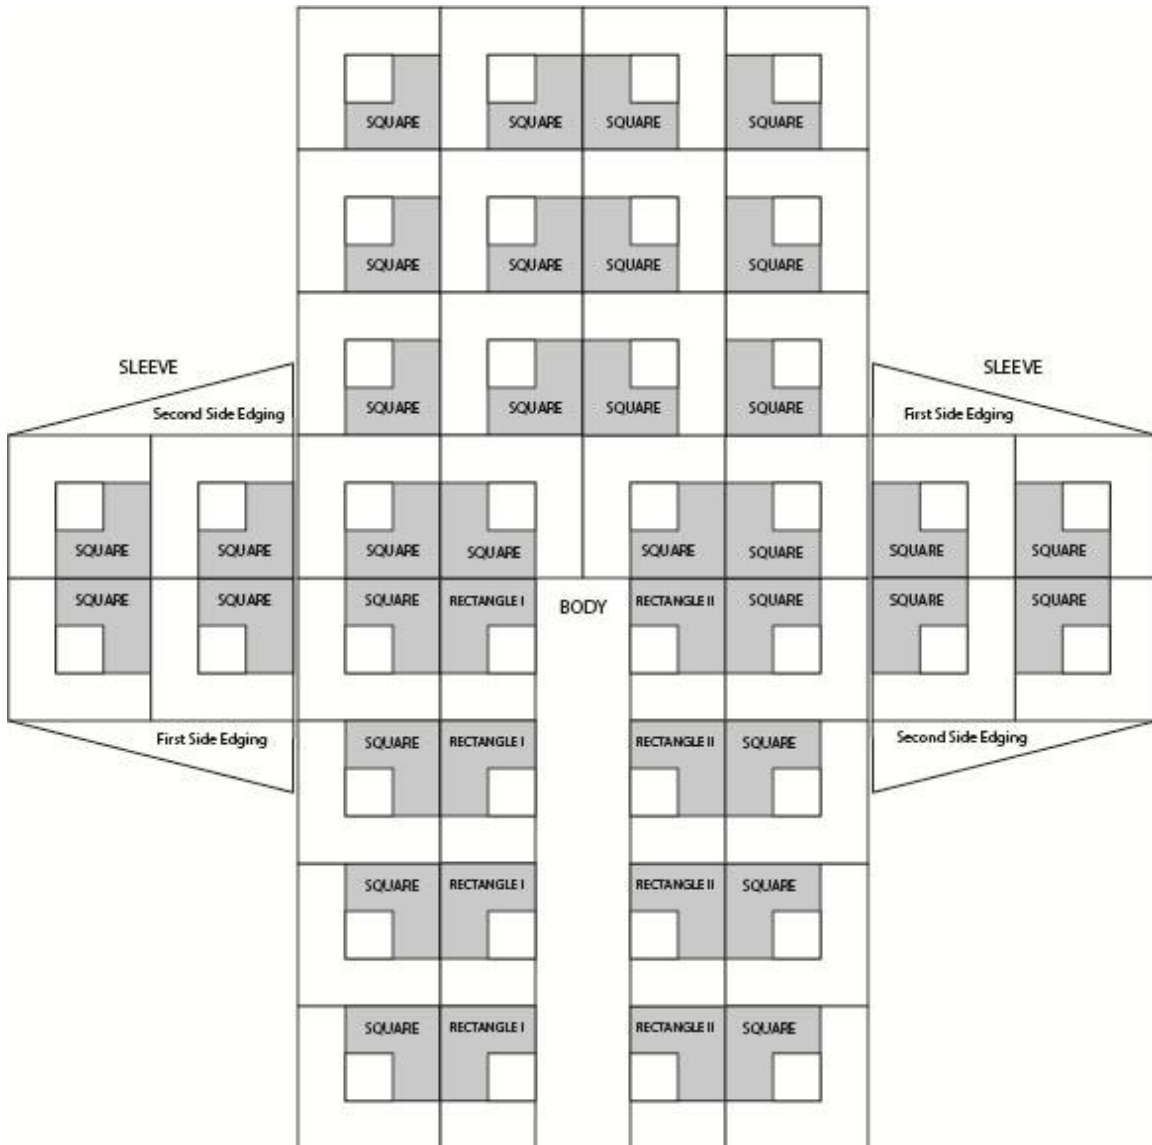 SQUARE SQUARE SQUARE SQUARE
SQUARE SQUARE SQUARE SQUARE
SLEEVE SLEEVE
SQUARE SQUARE SQUARE SQUARE
Second Side Edging First Side Edging
SQUARE SQUARE SQUARE SQUARE SQUARE SQUARE SQUARE SQUARE
SQUARE SQUARE SQUARE RECTANGLE I BODY RECTANGLE II SQUARE SQUARE SQUARE
First Side Edging SQUARE RECTANGLE I RECTANGLE II SQUARE Second Side Edging
SQUARE RECTANGLE I RECTANGLE II SQUARE
SQUARE RECTANGLE I RECTANGLE II SQUARE